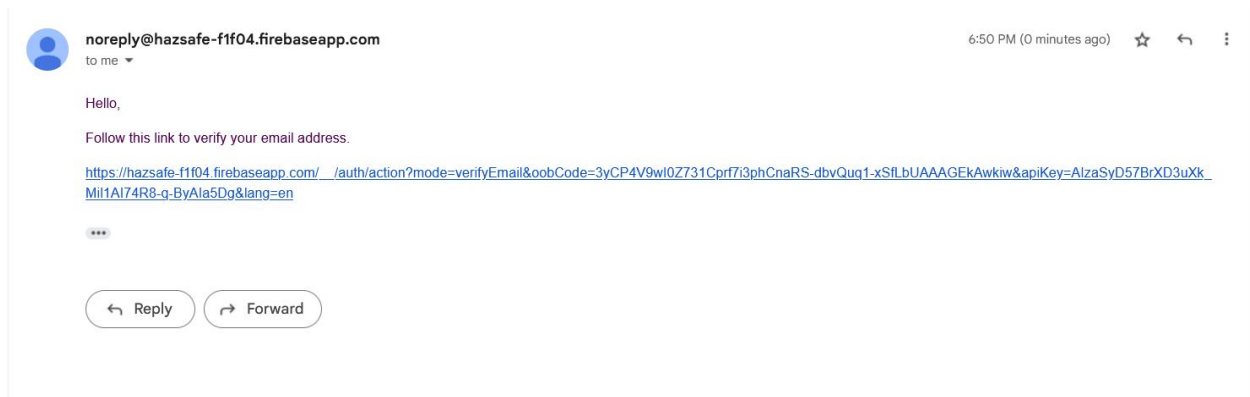 noreply@hazsafe-f1f04.firebaseapp.com
6:50 PM (0 minutes ago)
to me
Hello,
Follow this link to verify your email address.
https://hazsafe-f1f04.firebaseapp.com/__/auth/action?mode=verifyEmail&oobCode=3yCP4V9wI0Z731Cprf7i3phCnaRS-dbvQuq1-xSfLbUAAAGEkAwkiw&apiKey=AIzaSyD57BrXD3uXk_
Mil1AI74R8-q-ByAIa5Dg&lang=en
Reply
Forward